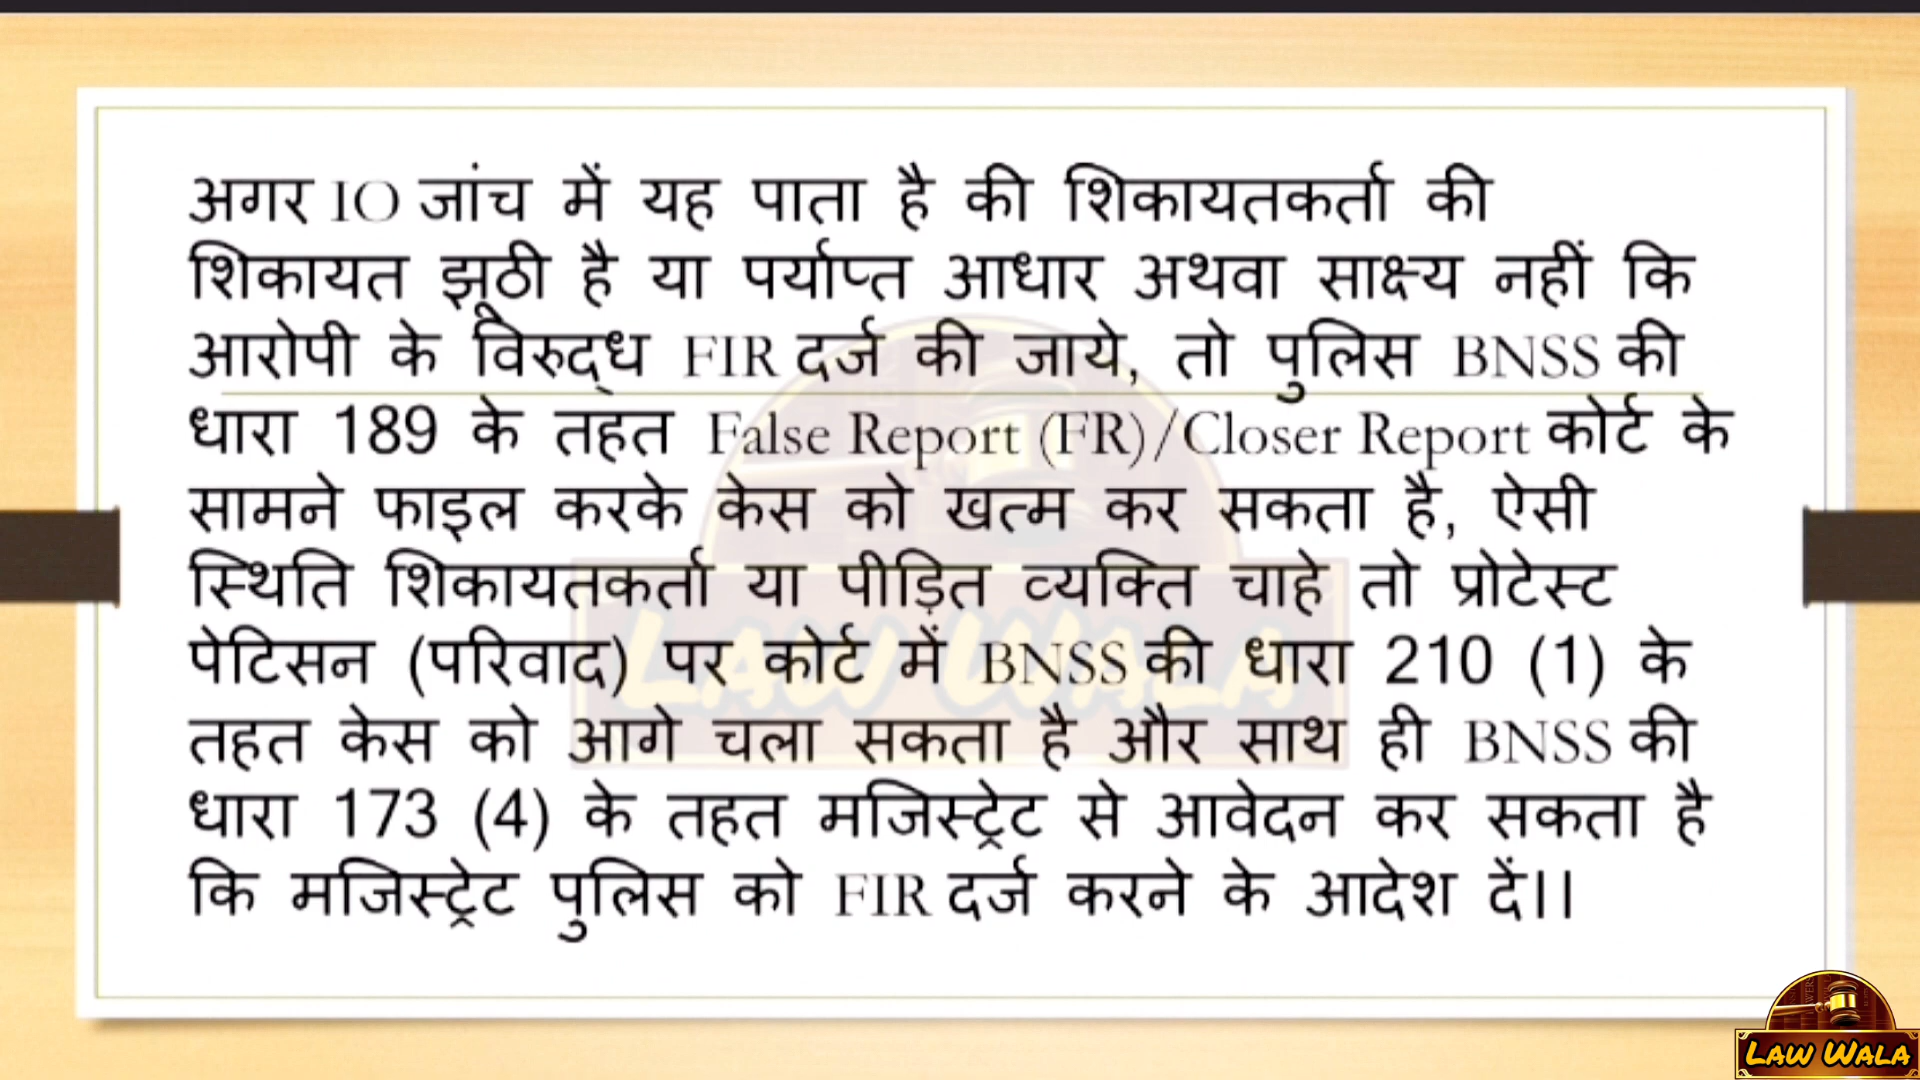 अगर IO जांच में यह पाता है की शिकायतकर्ता की
शिकायत झूठी है या पर्याप्त आधार अथवा साक्ष्य नहीं कि
आरोपी के विरुद्ध FIR दर्ज की जाये, तो पुलिस BNSS की
धारा 189 के तहत False Report (FR)/Closer Report कोर्ट के
सामने फाइल करके केस को खत्म कर सकता है, ऐसी
स्थिति शिकायतकर्ता या पीड़ित व्यक्ति चाहे तो प्रोटेस्ट
पेटिसन (परिवाद) पर कोर्ट में BNSS की धारा 210 (1) के
तहत केस को आगे चला सकता है और साथ ही BNSS की
धारा 173 (4) के तहत मजिस्ट्रेट से आवेदन कर सकता है
कि मजिस्ट्रेट पुलिस को FIR दर्ज करने के आदेश दें।।
LAW WALA
LAW WALA